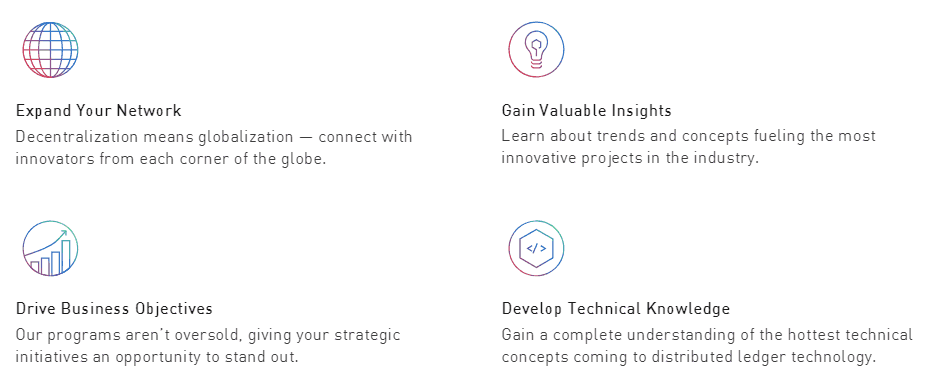 Expand Your Network
Decentralization means globalization — connect with
innovators from each corner of the globe.
Gain Valuable Insights
Learn about trends and concepts fueling the most
innovative projects in the industry.
Drive Business Objectives
Our programs aren't oversold, giving your strategic
initiatives an opportunity to stand out.
</>
Develop Technical Knowledge
Gain a complete understanding of the hottest technical
concepts coming to distributed ledger technology.